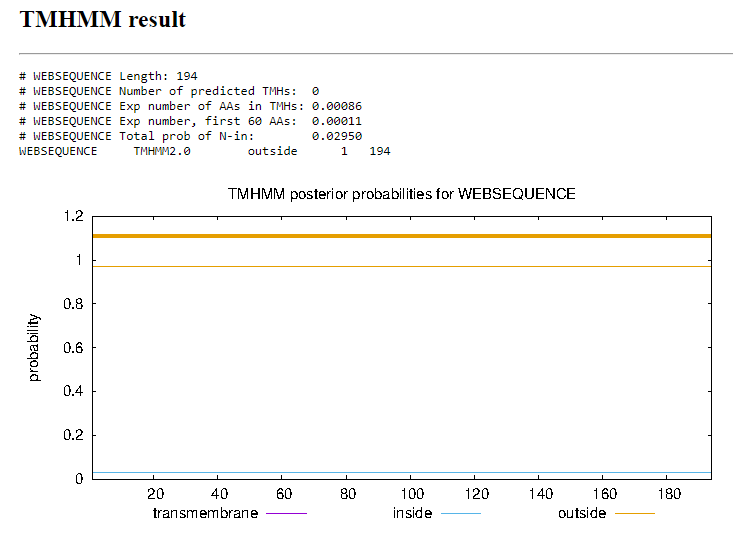 TMHMM result
# WEBSEQUENCE Length: 194
# WEBSEQUENCE Number of predicted TMHs:  0
# WEBSEQUENCE Exp number of AAs in TMHs: 0.00086
# WEBSEQUENCE Exp number, first 60 AAs:  0.00011
# WEBSEQUENCE Total prob of N-in:        0.02950
WEBSEQUENCE     TMHMM2.0        outside      1   194
TMHMM posterior probabilities for WEBSEQUENCE
1.2
1
0.8
0.6
0.4
0.2
0
probability
20 40 60 80 100 120 140 160 180
transmembrane inside outside